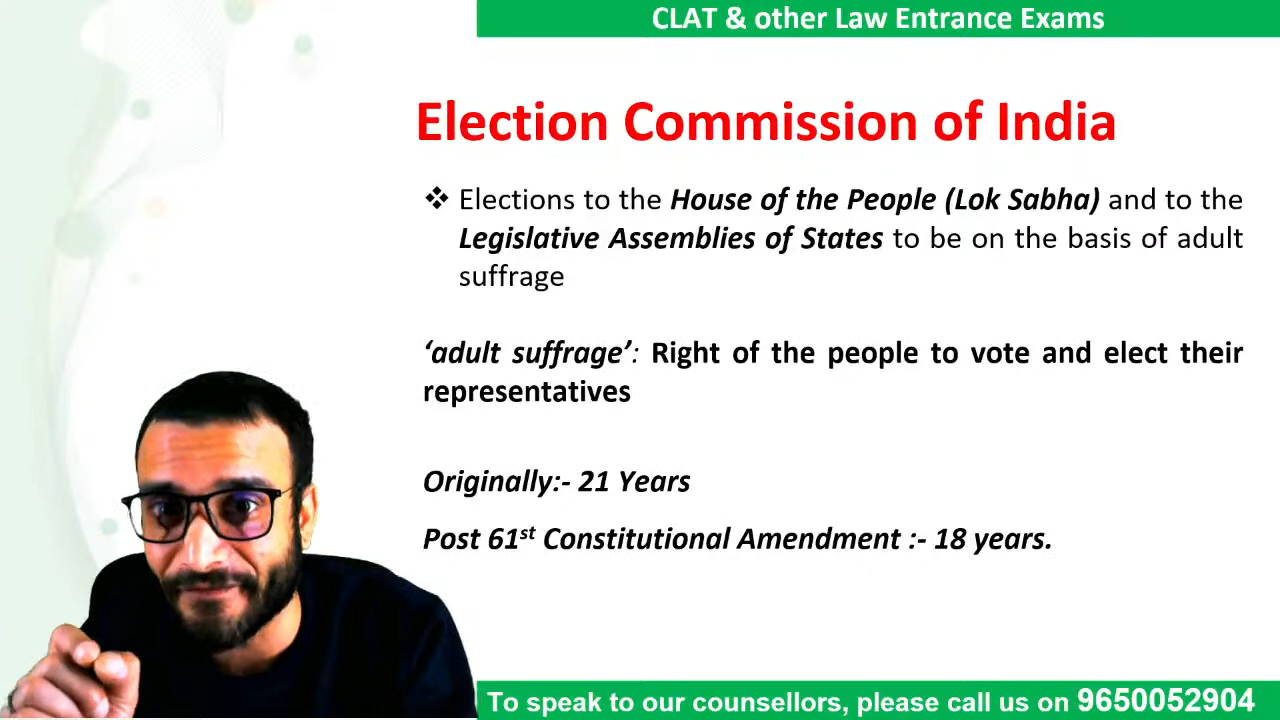 CLAT & other Law Entrance Exams
Election Commission of India
❖ Elections to the House of the People (Lok Sabha) and to the
Legislative Assemblies of States to be on the basis of adult
suffrage
‘adult suffrage’: Right of the people to vote and elect their
representatives
Originally:- 21 Years
Post 61st Constitutional Amendment :- 18 years.
To speak to our counsellors, please call us on 9650052904